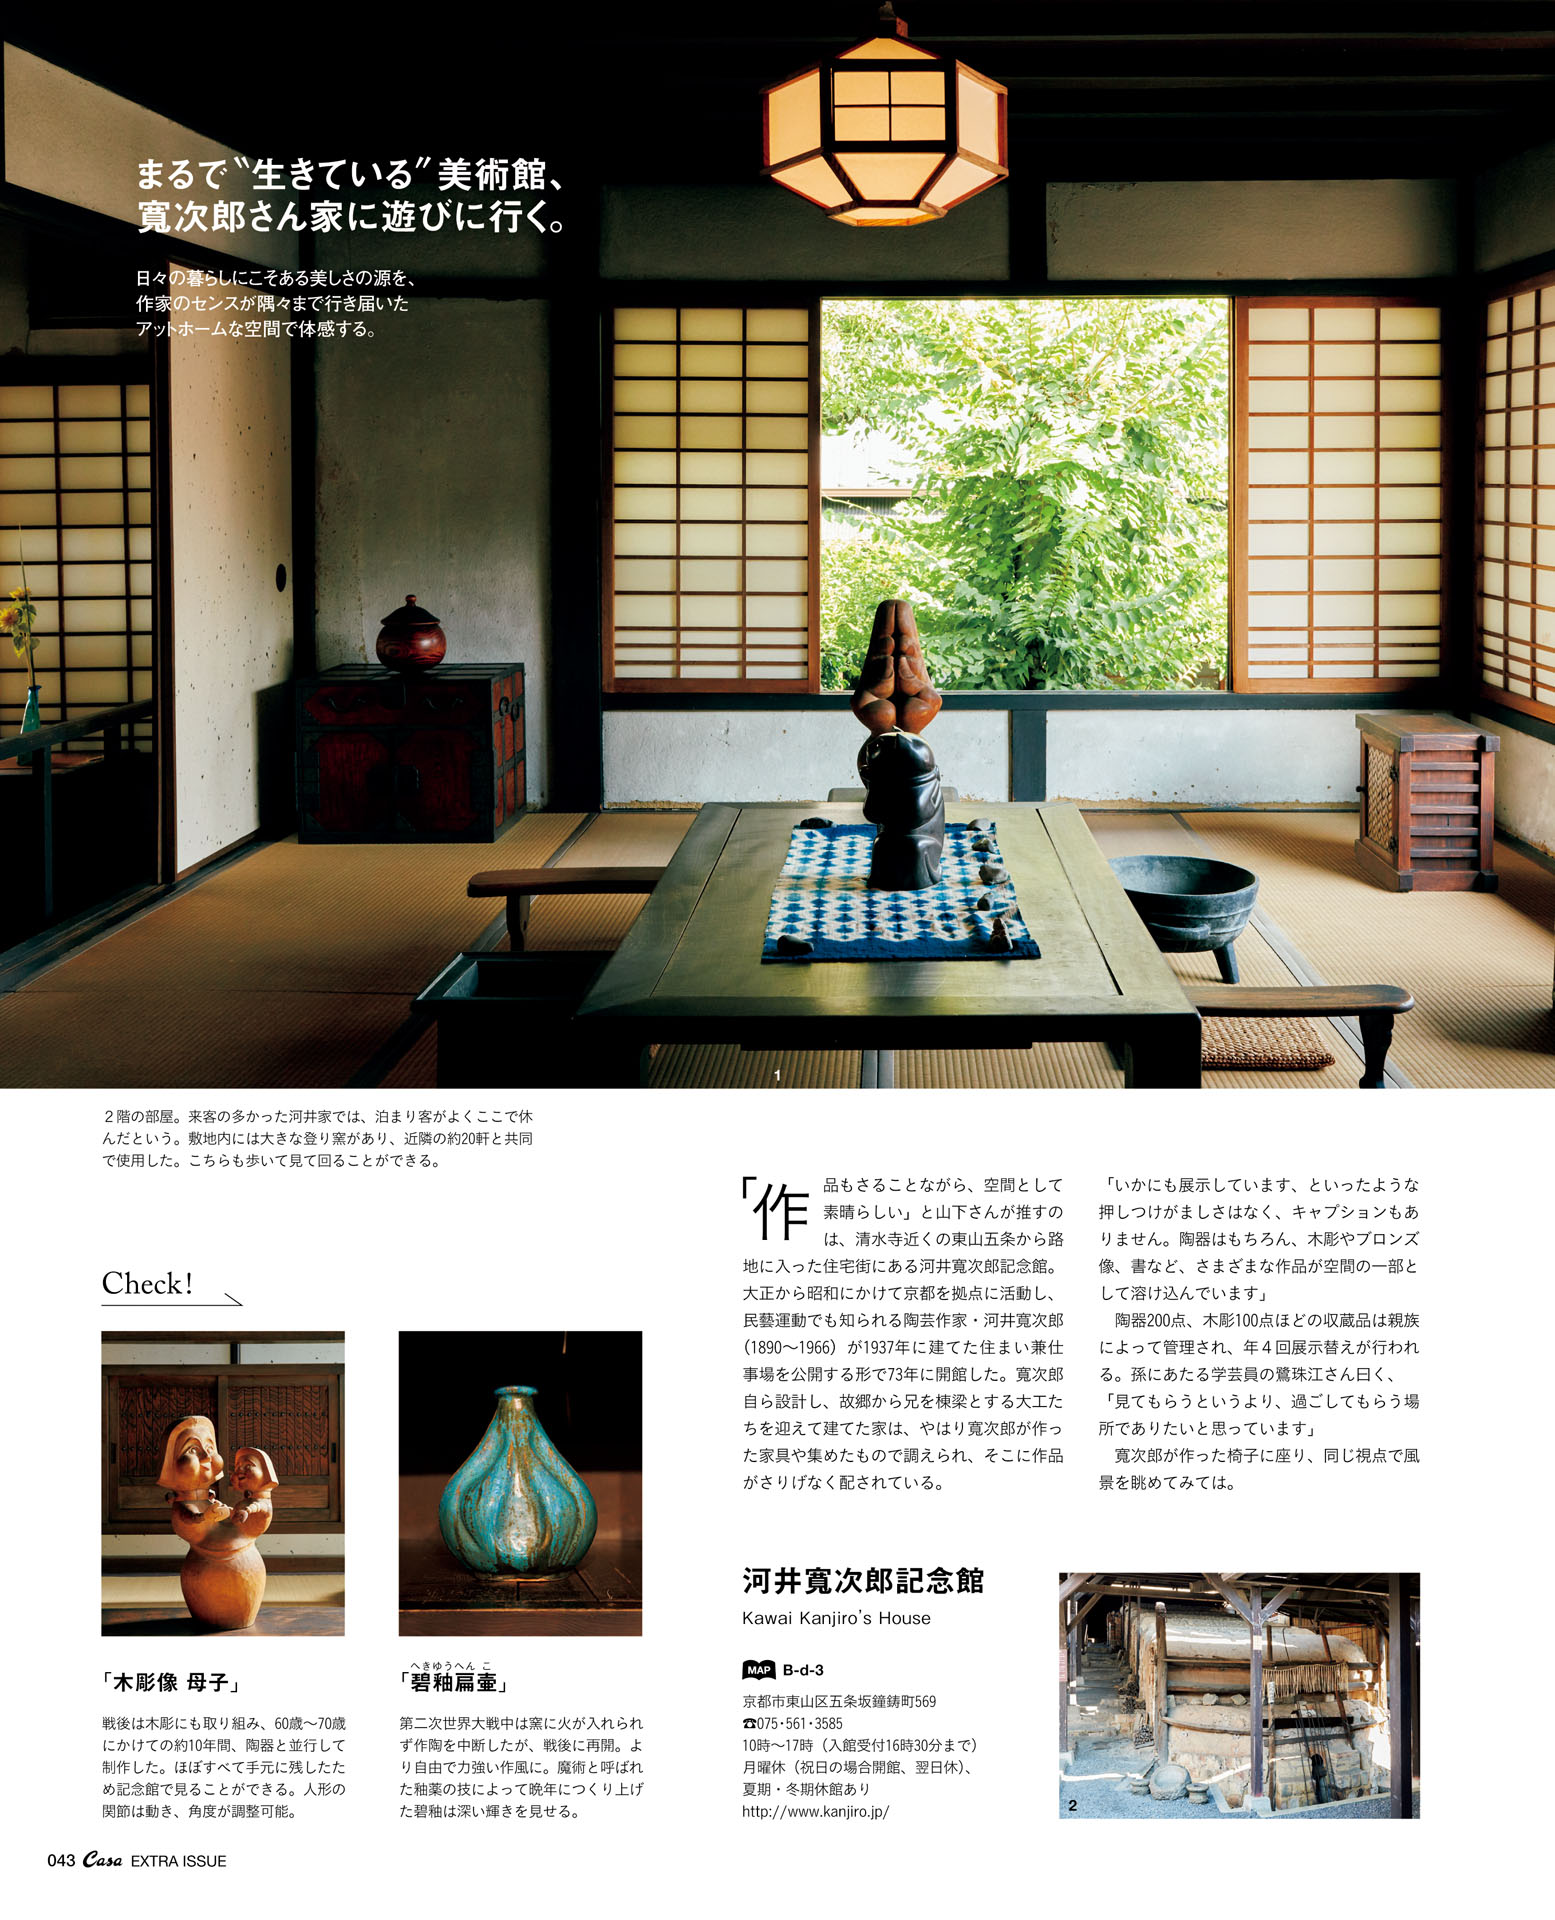 まるで〝生きている〟美術館、
寛次郎さん家に遊びに行く。
日々の暮らしにこそある美しさの源を、
作家のセンスが隅々まで行き届いた
アットホームな空間で体感する。
1
2階の部屋。来客の多かった河井家では、泊まり客がよくここで休
んだという。敷地内には大きな登り窯があり、近隣の約20軒と共同
で使用した。こちらも歩いて見て回ることができる。
「作品もさることながら、空間として
素晴らしい」と山下さんが推すの
は、清水寺近くの東山五条から路
地に入った住宅街にある河井寬次郎記念館。
大正から昭和にかけて京都を拠点に活動し、
民藝運動でも知られる陶芸作家・河井寬次郎
(1890〜1966)が1937年に建てた住まい兼仕
事場を公開する形で73年に開館した。寛次郎
自ら設計し、故郷から兄を棟梁とする大工た
ちを迎えて建てた家は、やはり寛次郎が作っ
た家具や集めたもので調えられ、そこに作品
がさりげなく配されている。
「いかにも展示しています、といったような
押しつけがましさはなく、キャプションもあ
りません。陶器はもちろん、木彫やブロンズ
像、書など、さまざまな作品が空間の一部と
して溶け込んでいます」
陶器200点、木彫100点ほどの収蔵品は親族
によって管理され、年4回展示替えが行われ
る。孫にあたる学芸員の鷺珠江さん曰く、
「見てもらうというより、過ごしてもらう場
所でありたいと思っています」
寛次郎が作った椅子に座り、同じ視点で風
景を眺めてみては。
Check!
「木彫像 母子」
戦後は木彫にも取り組み、60歳〜70歳
にかけての約10年間、陶器と並行して
制作した。ほぼすべて手元に残したため
め記念館で見ることができる。人形の
関節は動き、角度が調整可能。
へきゆうへん こ
「碧釉扁壷」
第二次世界大戦中は窯に火が入れられ
ず作陶を中断したが、戦後に再開。よ
り自由で力強い作風に。魔術と呼ばれ
た釉薬の技によって晩年につくり上げ
た碧釉は深い輝きを見せる。
河井寬次郎記念館
Kawai Kanjiro's House
MAP B-d-3
京都市東山区五条坂鐘鋳町569
☎075・561・3585
10時〜17時(入館受付16時30分まで)
月曜休(祝日の場合開館、翌日休)、
夏期・冬期休館あり
http://www.kanjiro.jp/
2
043 Casa EXTRA ISSUE